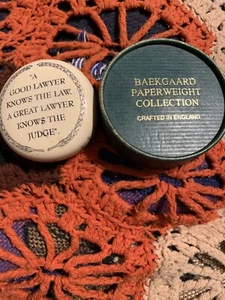 "A
GOOD LAWYER
KNOWS THE LAW.
A GREAT LAWYER
KNOWS THE
JUDGE".
BAEKGAARD
PAPERWEIGHT
COLLECTION
CRAFTED IN ENGLAND